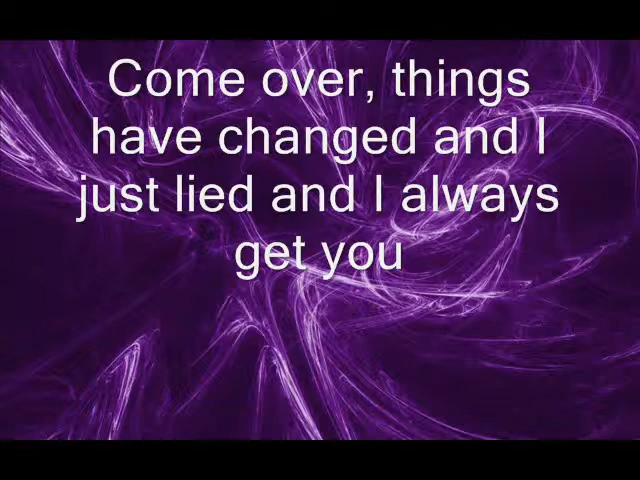 Come over, things
have changed and I
just lied and I always
get you